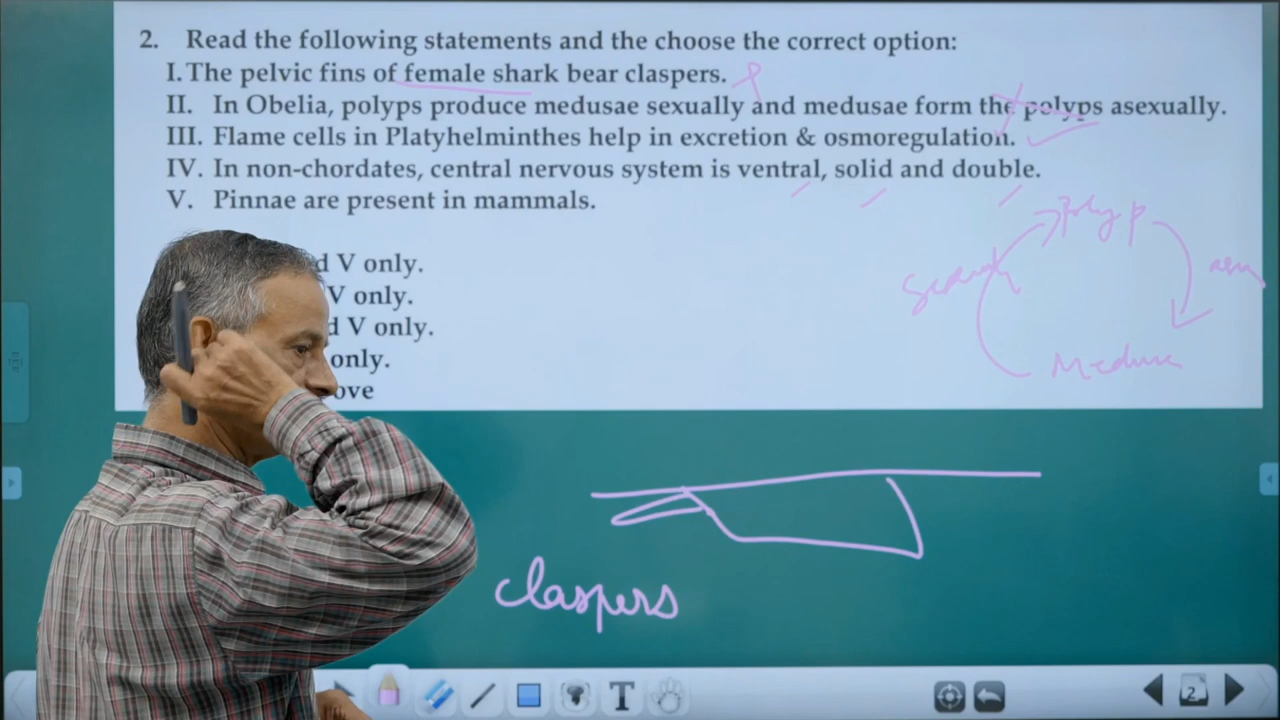 2. Read the following statements and the choose the correct option:
I. The pelvic fins of female shark bear claspers.
II. In Obelia, polyps produce medusae sexually and medusae form the polyps asexually.
III. Flame cells in Platyhelminthes help in excretion & osmoregulation.
IV. In non-chordates, central nervous system is ventral, solid and double.
V. Pinnae are present in mammals.
Polyp
d V only.
V only.
d V only.
only.
ove
claspers
T
2